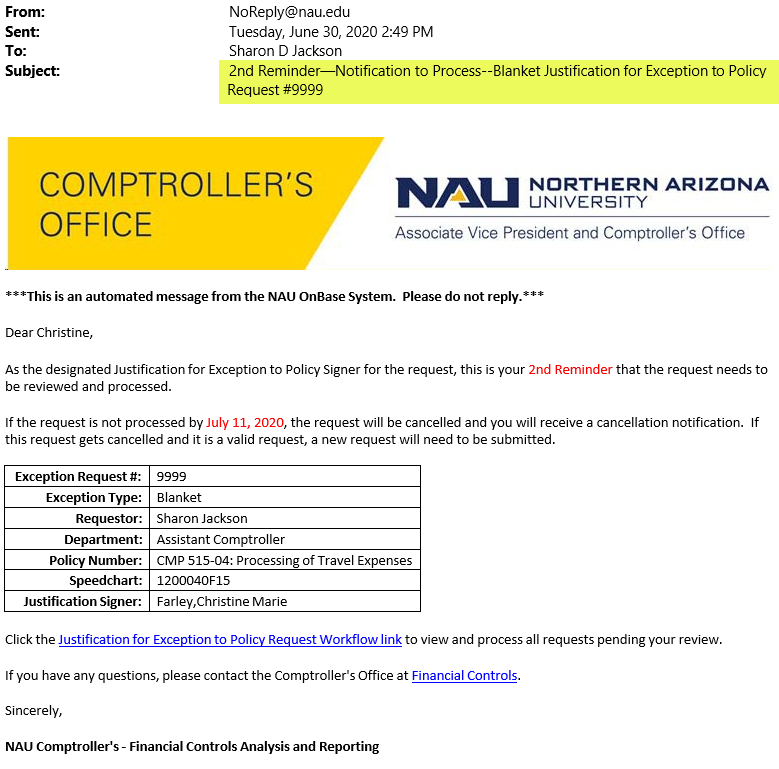 From: NoReply@nau.edu
Sent: Tuesday, June 30, 2020 2:49 PM
To: Sharon D Jackson
Subject: 2nd Reminder—Notification to Process--Blanket Justification for Exception to Policy
Request #9999
COMPTROLLER'S
OFFICE
NAU NORTHERN ARIZONA
UNIVERSITY
Associate Vice President and Comptroller's Office
***This is an automated message from the NAU OnBase System.  Please do not reply.***
Dear Christine,
As the designated Justification for Exception to Policy Signer for the request, this is your 2nd Reminder that the request needs to
be reviewed and processed.
If the request is not processed by July 11, 2020, the request will be cancelled and you will receive a cancellation notification.  If
this request gets cancelled and it is a valid request, a new request will need to be submitted.
Exception Request #: 9999
Exception Type: Blanket
Requestor: Sharon Jackson
Department: Assistant Comptroller
Policy Number: CMP 515-04: Processing of Travel Expenses
Speedchart: 1200040F15
Justification Signer: Farley,Christine Marie
Click the Justification for Exception to Policy Request Workflow link to view and process all requests pending your review.
If you have any questions, please contact the Comptroller's Office at Financial Controls.
Sincerely,
NAU Comptroller's - Financial Controls Analysis and Reporting